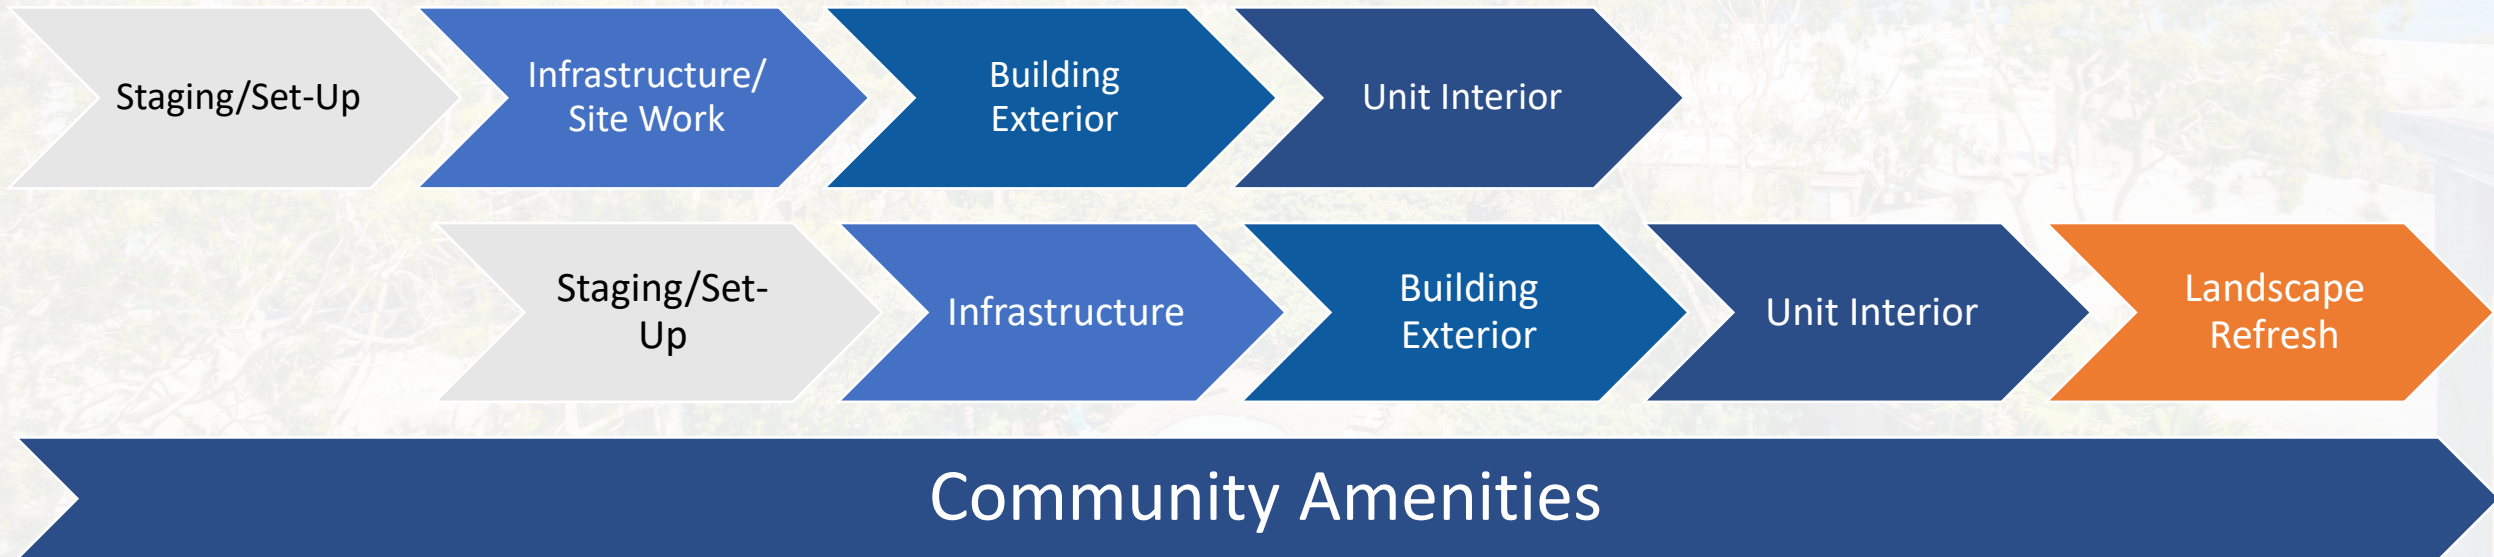 Staging/Set-Up
Infrastructure/
Site Work
Building
Exterior
Unit Interior
Staging/Set-
Up
Infrastructure
Building
Exterior
Unit Interior
Landscape
Refresh
Community Amenities